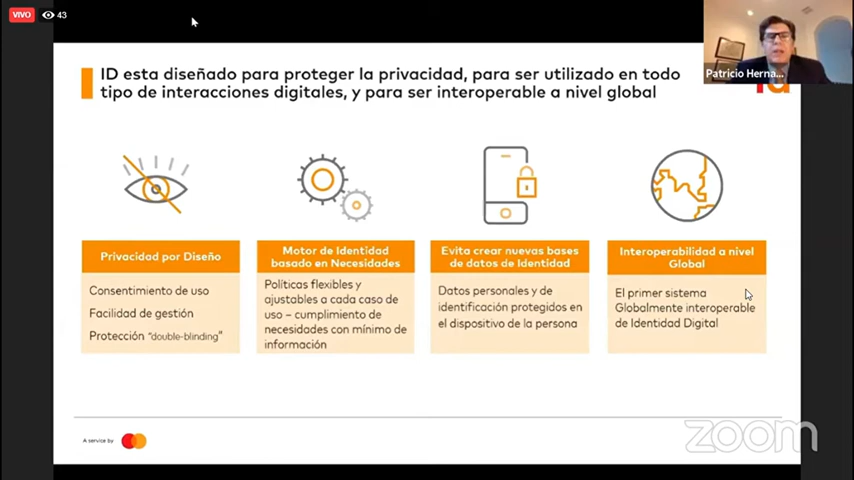 VIVO
43
Patricio Herna...
ID esta diseñado para proteger la privacidad, para ser utilizado en todo
tipo de interacciones digitales, y para ser interoperable a nivel global
Privacidad por Diseño
Consentimiento de uso
Facilidad de gestión
Protección "double-blinding"
Motor de Identidad
basado en Necesidades
Políticas flexibles y
ajustables a cada caso de
uso – cumplimiento de
necesidades con mínimo de
información
Evita crear nuevas bases
de datos de Identidad
Datos personales y de
identificación protegidos en
el dispositivo de la persona
Interoperabilidad a nivel
Global
El primer sistema
Globalmente interoperable
de Identidad Digital
A service by
zoom